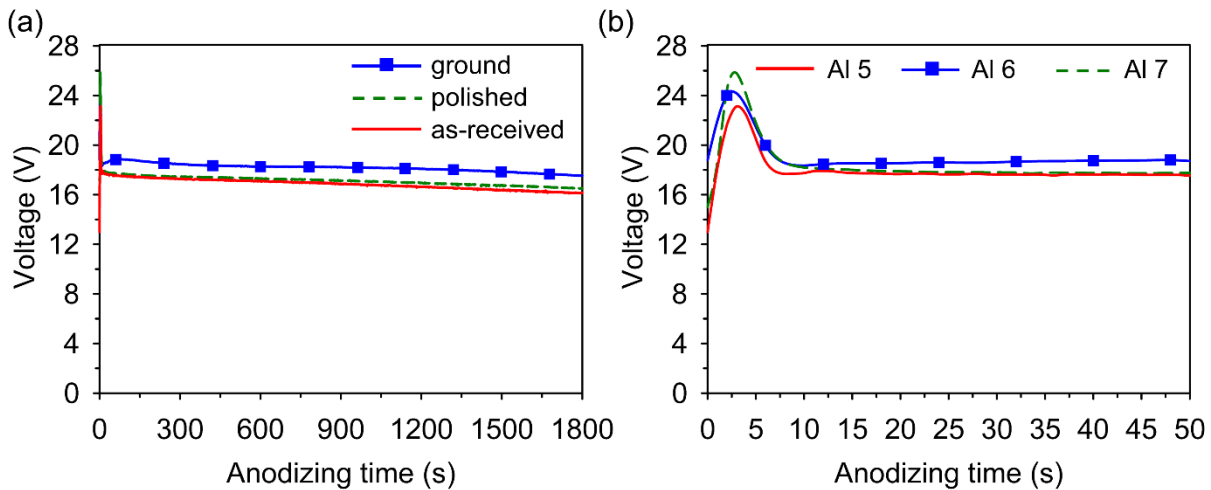 (a)
28
24
20
16
12
8
4
0
Voltage (V)
ground
polished
as-received
0 300 600 900 1200 1500 1800
Anodizing time (s)
(b)
28
24
20
16
12
8
4
0
Voltage (V)
Al 5 Al 6 Al 7
0 5 10 15 20 25 30 35 40 45 50
Anodizing time (s)